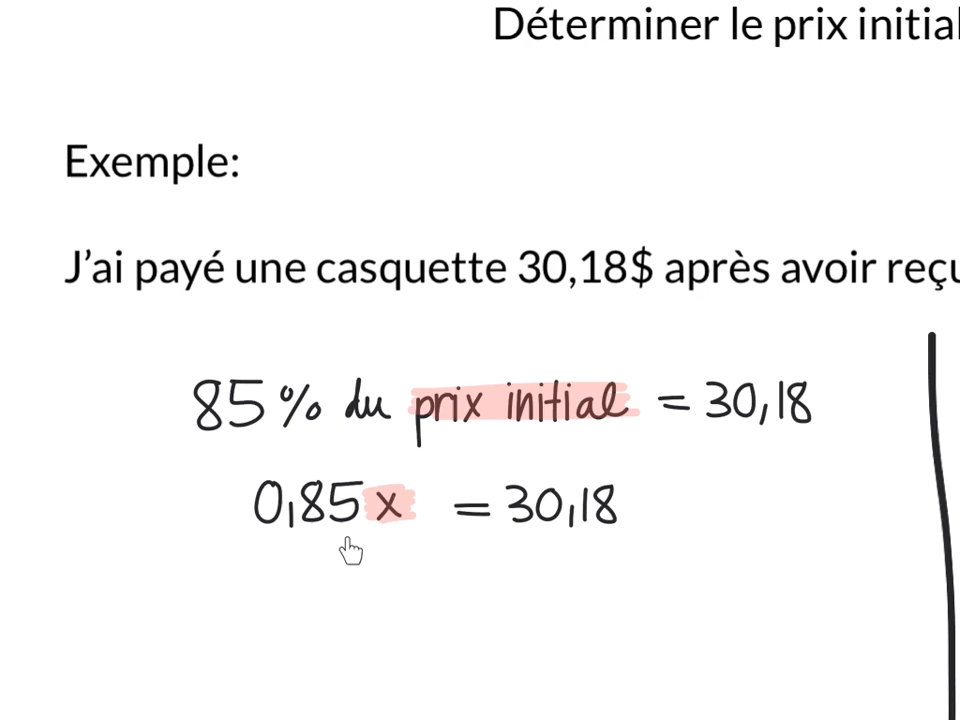 Déterminer le prix initial
Exemple:
J'ai payé une casquette 30,18$ après avoir reçu
85% du prix initial = 30,18
0,85x = 30,18